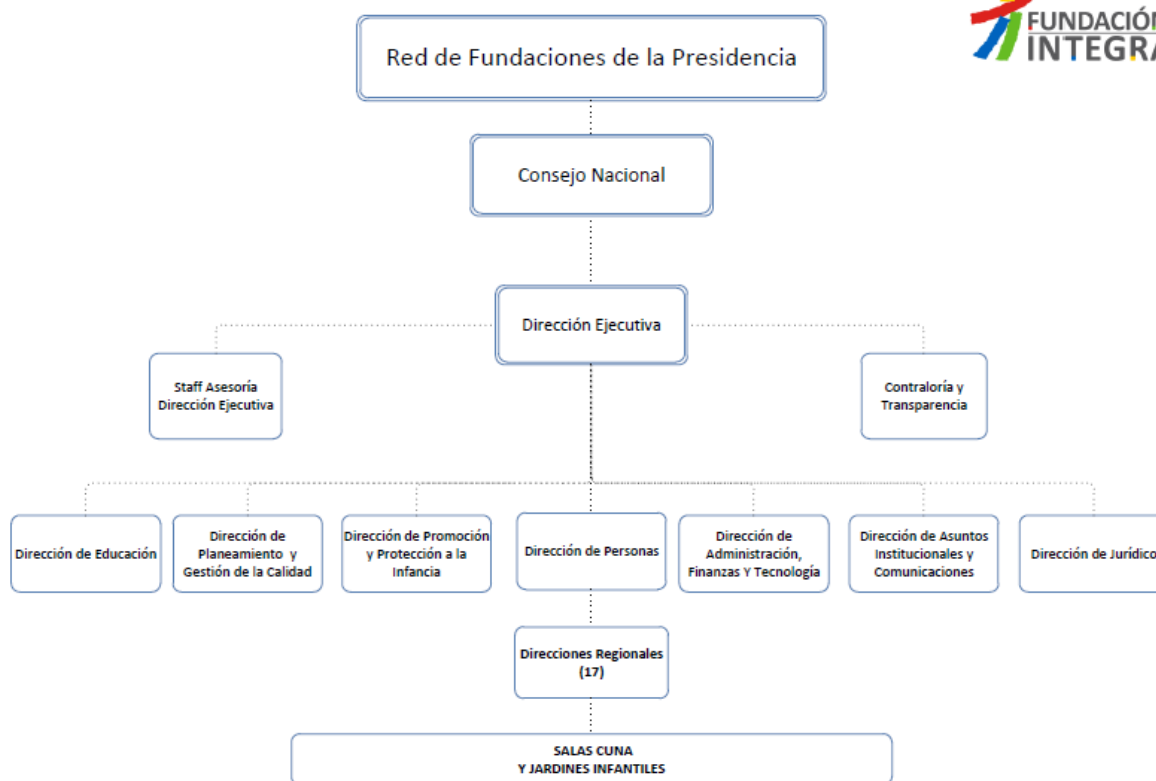 FUNDACIÓN
INTEGRA
Red de Fundaciones de la Presidencia
Consejo Nacional
Dirección Ejecutiva
Staff Asesoría
Dirección Ejecutiva
Contraloría y
Transparencia
Dirección de Educación
Dirección de
Planeamiento y
Gestión de la Calidad
Dirección de Promoción
y Protección a la
Infancia
Dirección de Personas
Dirección de
Administración,
Finanzas Y Tecnología
Dirección de Asuntos
Institucionales y
Comunicaciones
Dirección de Jurídico
Direcciones Regionales
(17)
SALAS CUNA
Y JARDINES INFANTILES